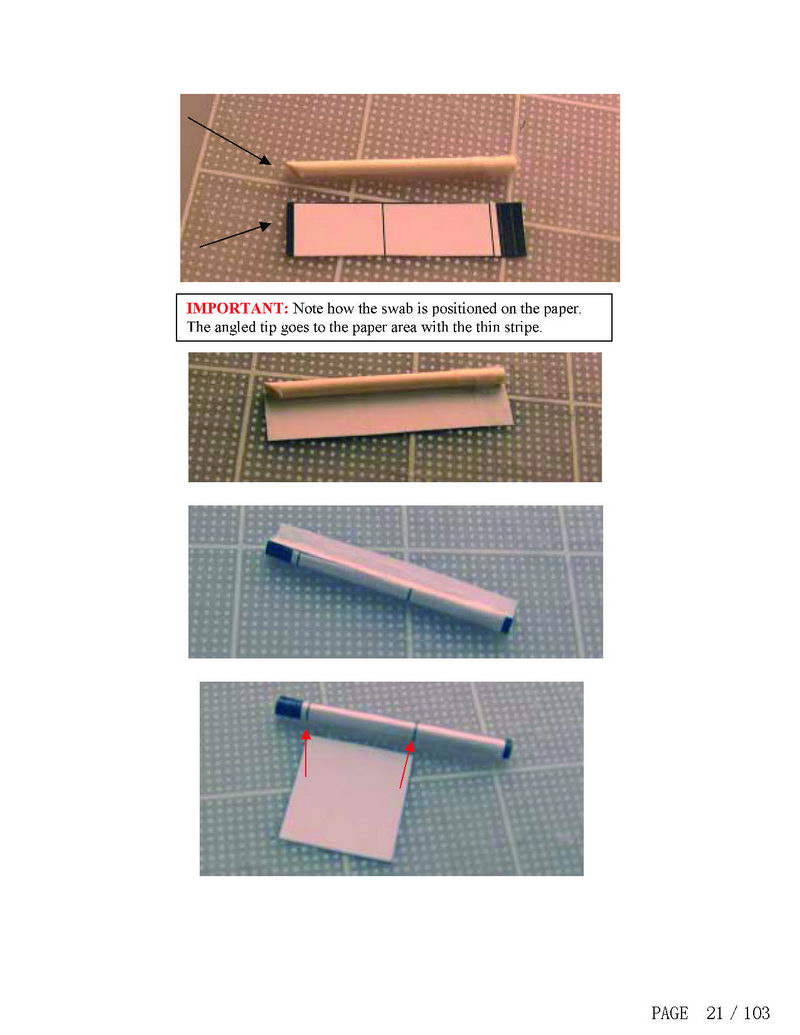 IMPORTANT: Note how the swab is positioned on the paper.
The angled tip goes to the paper area with the thin stripe.
PAGE 21 / 103